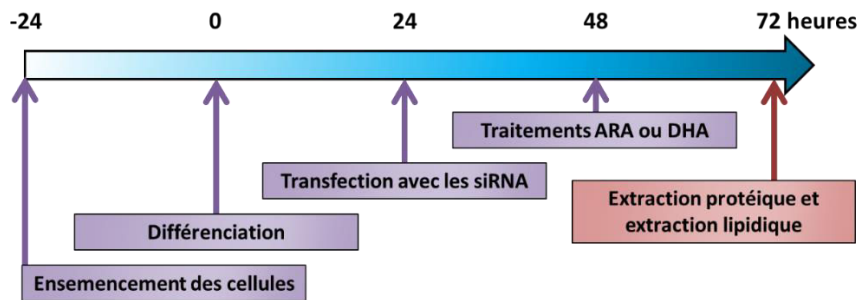 -24 0 24 48 72 heures
Traitements ARA ou DHA
Transfection avec les siRNA
Extraction protéique et
extraction lipidique
Différenciation
Ensemencement des cellules